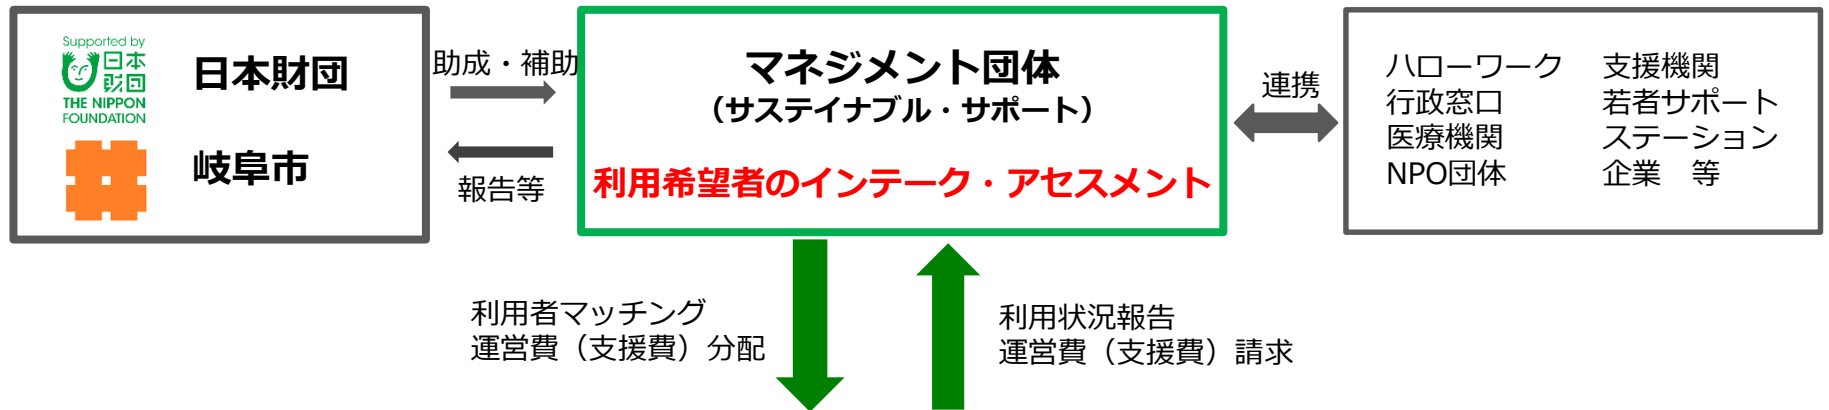 Supported by
日本
財団
THE NIPPON
FOUNDATION
日本財団
岐阜市
助成・補助
報告等
マネジメント団体
（サステイナブル・サポート）
利用希望者のインテーク・アセスメント
連携
ハローワーク
行政窓口
医療機関
NPO団体
支援機関
若者サポート
ステーション
企業　等
利用者マッチング
運営費（支援費）分配
利用状況報告
運営費（支援費）請求